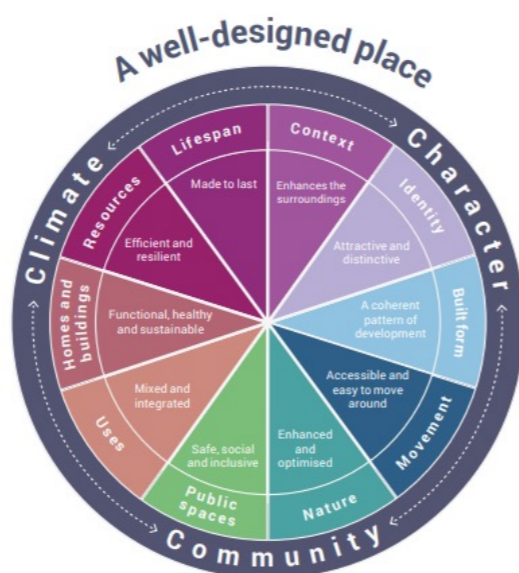 A well-designed place
Climate
Character
Community
Context
Enhances the
surroundings
Identity
Attractive and
distinctive
Built form
A coherent
pattern of
development
Movement
Accessible and
easy to move
around
Nature
Enhanced
and
optimised
Public
spaces
Safe, social
and inclusive
Uses
Mixed and
integrated
Homes and
buildings
Functional, healthy
and sustainable
Resources
Efficient and
resilient
Lifespan
Made to last